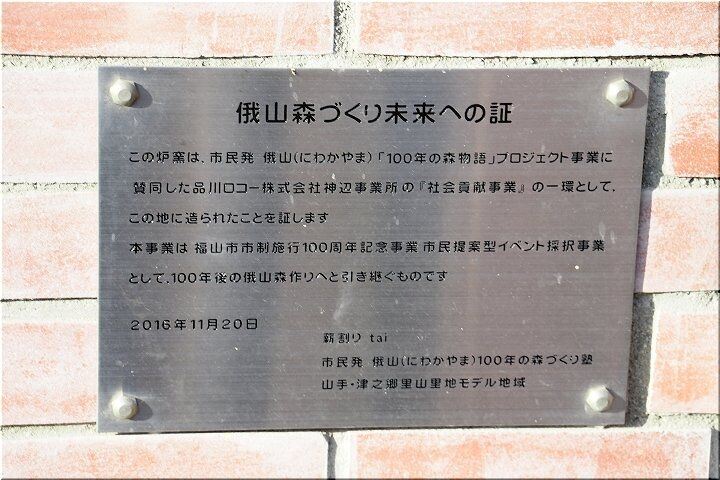 俄山森づくり未来への証
この炉窯は、市民発 俄山(にわかやま)「100年の森物語」プロジェクト事業に
賛同した品川ロコー株式会社神辺事業所の『社会貢献事業』の一環として、
この地に造られたことを証します
本事業は 福山市市制施行100周年記念事業 市民提案型イベント採択事業
として、100年後の俄山森作りへと引き継ぐものです
2016年11月20日
薪割り tai
市民発 俄山(にわかやま)100年の森づくり塾
山手・津之郷里山里地モデル地域